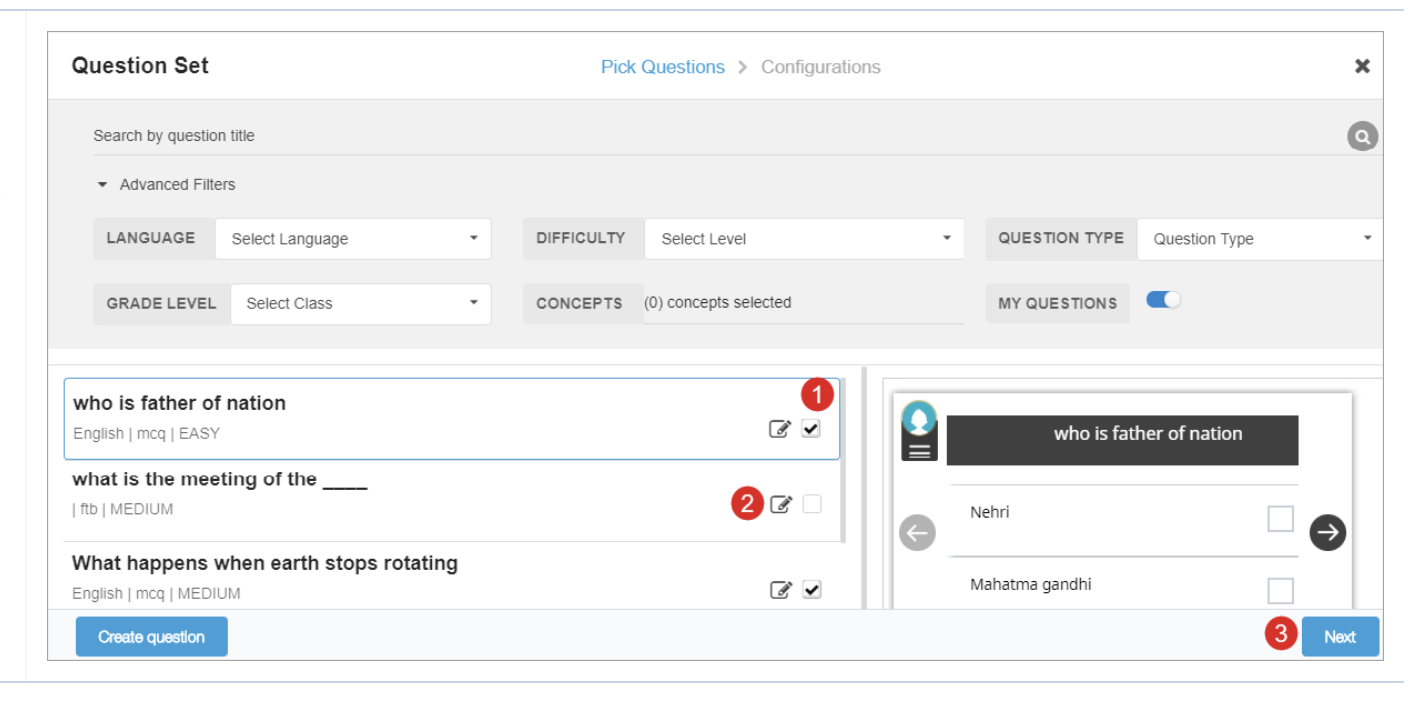 Question Set
Pick Questions > Configurations
Search by question title
Advanced Filters
LANGUAGE Select Language
DIFFICULTY Select Level
QUESTION TYPE Question Type
GRADE LEVEL Select Class
CONCEPTS (0) concepts selected
MY QUESTIONS
who is father of nation
English | mcq | EASY
1
what is the meeting of the ____
| ftb | MEDIUM
2
What happens when earth stops rotating
English | mcq | MEDIUM
who is father of nation
Nehri
Mahatma gandhi
Create question
3
Next